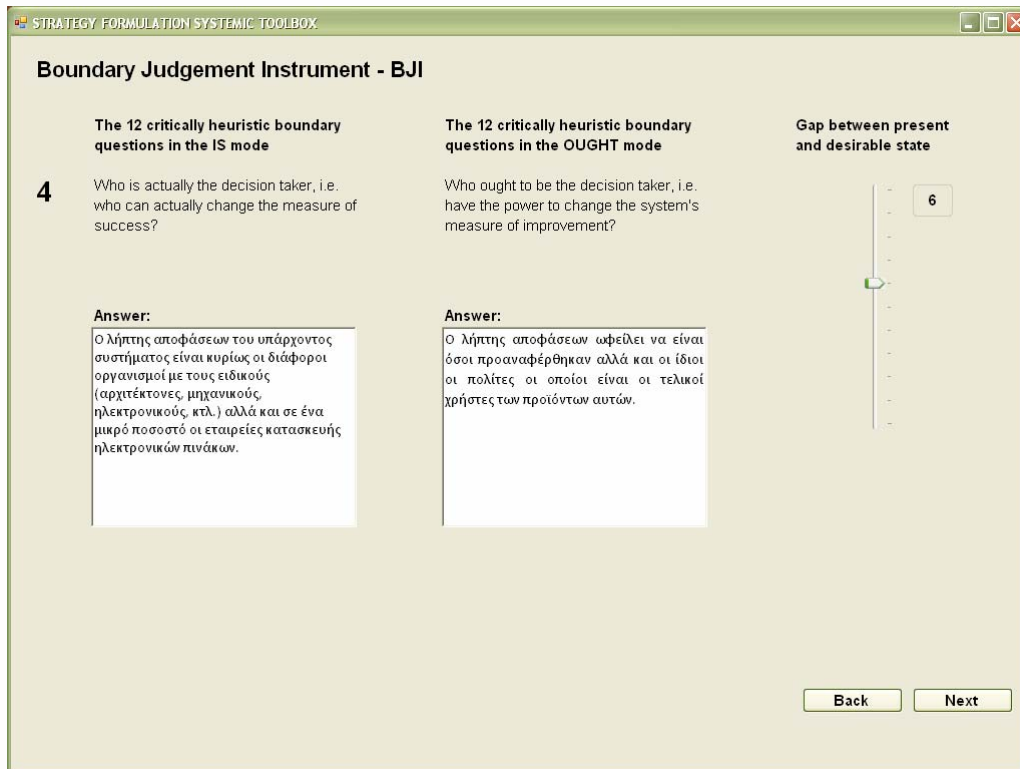 STRATEGY FORMULATION SYSTEMIC TOOLBOX
Boundary Judgement Instrument - BJI
The 12 critically heuristic boundary
questions in the IS mode
The 12 critically heuristic boundary
questions in the OUGHT mode
Gap between present
and desirable state
4
Who is actually the decision taker, i.e.
who can actually change the measure of
success?
Who ought to be the decision taker, i.e.
have the power to change the system's
measure of improvement?
6
Answer:
Ο λήπτης αποφάσεων του υπάρχοντος
συστήματος είναι κυρίως οι διάφοροι
οργανισμοί με τους ειδικούς
(αρχιτέκτονες, μηχανικούς,
ηλεκτρονικούς, κτλ.) αλλά και σε ένα
μικρό ποσοστό οι εταιρείες κατασκευής
ηλεκτρονικών πινάκων.
Answer:
Ο λήπτης αποφάσεων ωφείλει να είναι
όσοι προαναφέρθηκαν αλλά και οι ίδιοι
οι πολίτες οι οποίοι είναι οι τελικοί
χρήστες των προϊόντων αυτών.
Back
Next